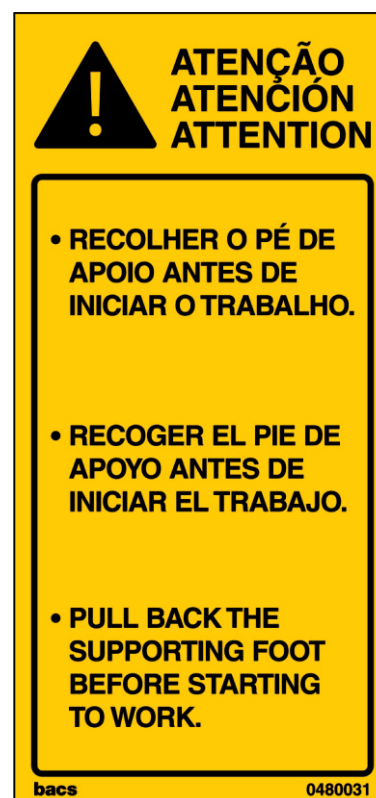 ATENÇÃO
ATENCIÓN
ATTENTION
• RECOLHER O PÉ DE
APOIO ANTES DE
INICIAR O TRABALHO.
• RECOGER EL PIE DE
APOYO ANTES DE
INICIAR EL TRABAJO.
• PULL BACK THE
SUPPORTING FOOT
BEFORE STARTING
TO WORK.
bacs 0480031